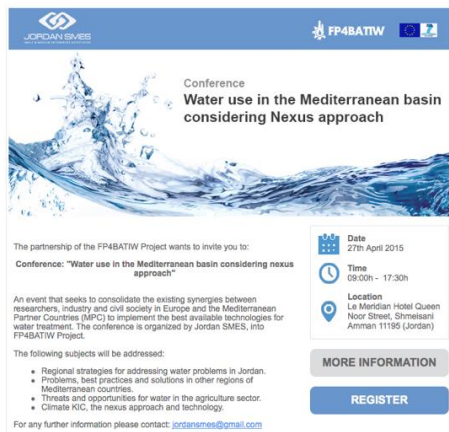 JORDAN SMES
FP4BATIW
Conference
Water use in the Mediterranean basin
considering Nexus approach
The partnership of the FP4BATIW Project wants to invite you to:
Conference: "Water use in the Mediterranean basin considering nexus
approach"
An event that seeks to consolidate the existing synergies between
researchers, industry and civil society in Europe and the Mediterranean
Partner Countries (MPC) to implement the best available technologies for
water treatment. The conference is organized by Jordan SMES, into
FP4BATIW Project.
The following subjects will be addressed:
Regional strategies for addressing water problems in Jordan.
Problems, best practices and solutions in other regions of
Mediterranean countries.
Threats and opportunities for water in the agriculture sector.
Climate KIC, the nexus approach and technology.
For any further information please contact: jordansmes@gmail.com
Date
27th April 2015
Time
09:00h - 17:30h
Location
Le Meridian Hotel Queen
Noor Street, Shmeisani
Amman 11195 (Jordan)
MORE INFORMATION
REGISTER